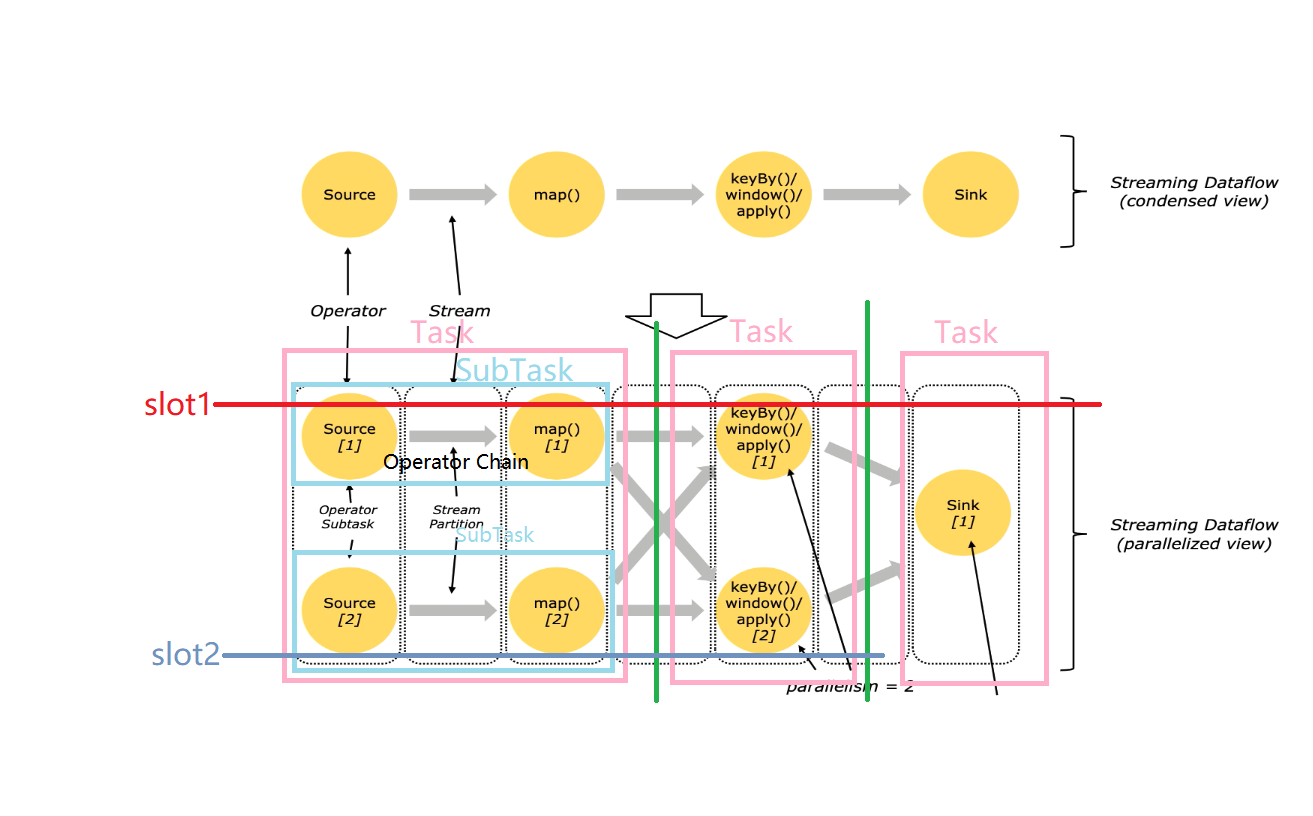 Source
map()
keyBy()/
window()/
apply()
Sink
Streaming Dataflow
(condensed view)
Operator
Stream
Task
Task
Task
SubTask
slot1
Source
[1]
map()
[1]
keyBy()/
window()/
apply()
[1]
Operator Chain
Operator
Subtask
Stream
Partition
SubTask
Sink
[1]
Streaming Dataflow
(parallelized view)
Source
[2]
map()
[2]
keyBy()/
window()/
apply()
[2]
slot2
parallelism = 2